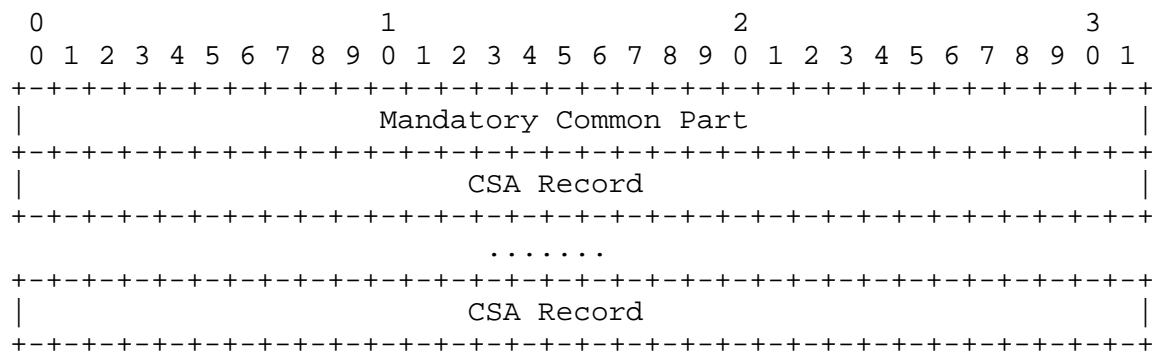 0                   1                   2                   3
 0 1 2 3 4 5 6 7 8 9 0 1 2 3 4 5 6 7 8 9 0 1 2 3 4 5 6 7 8 9 0 1
+-+-+-+-+-+-+-+-+-+-+-+-+-+-+-+-+-+-+-+-+-+-+-+-+-+-+-+-+-+-+-+-+
|                    Mandatory Common Part                      |
+-+-+-+-+-+-+-+-+-+-+-+-+-+-+-+-+-+-+-+-+-+-+-+-+-+-+-+-+-+-+-+-+
|                         CSA Record                            |
+-+-+-+-+-+-+-+-+-+-+-+-+-+-+-+-+-+-+-+-+-+-+-+-+-+-+-+-+-+-+-+-+
                           .......
+-+-+-+-+-+-+-+-+-+-+-+-+-+-+-+-+-+-+-+-+-+-+-+-+-+-+-+-+-+-+-+-+
|                         CSA Record                            |
+-+-+-+-+-+-+-+-+-+-+-+-+-+-+-+-+-+-+-+-+-+-+-+-+-+-+-+-+-+-+-+-+